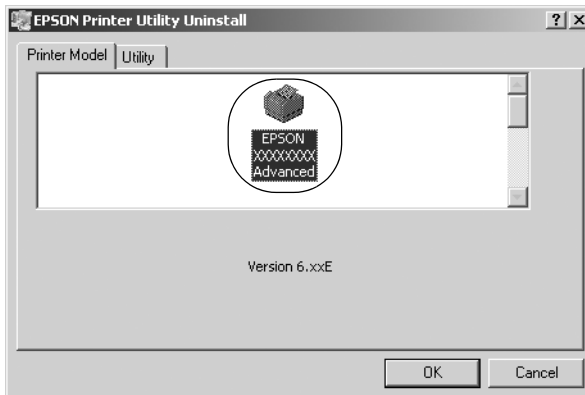 EPSON Printer Utility Uninstall
Printer Model
Utility
EPSON
XXXXXXXX
Advanced
Version 6.xxE
OK
Cancel